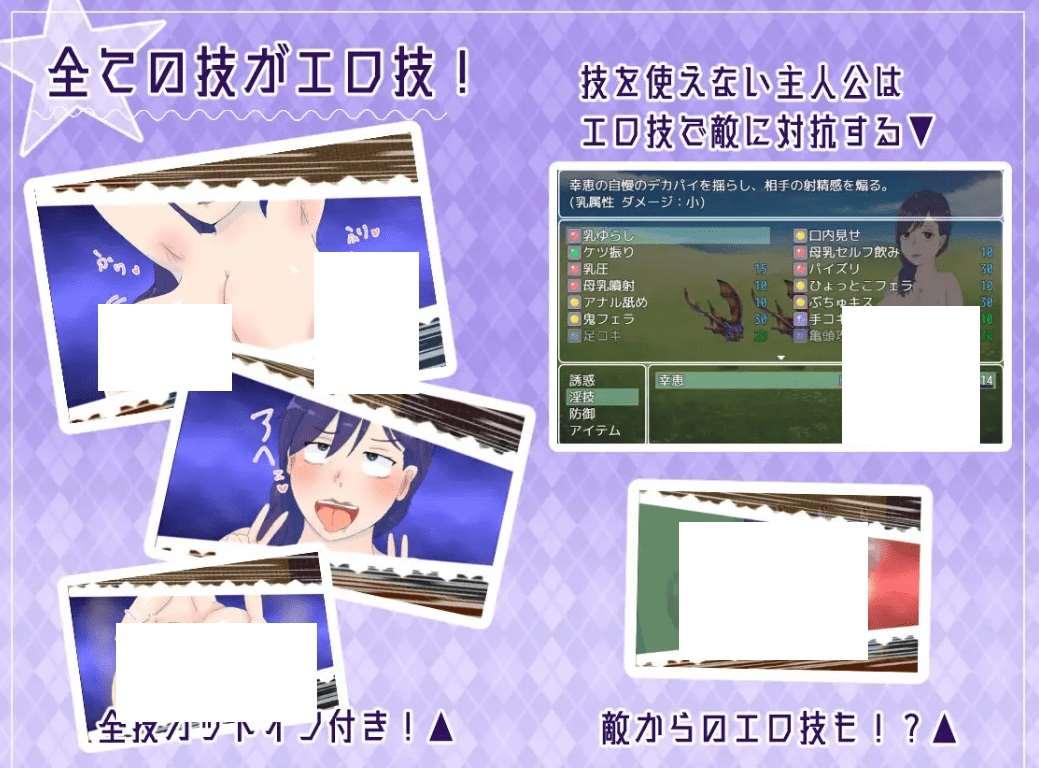 全ての技がエロ技！
技を使えない主人公は
エロ技で敵に対抗する▼
幸恵の自慢のデカパイを揺らし、相手の射精感を煽る。
(乳属性 ダメージ：小)
乳ゆらし
口内見せ
ケツ振り
母乳セルフ飲み 10
乳圧 15
パイズリ 30
母乳噴射 10
ひょっとこフェラ 10
アナル舐め 10
ぶちゅキス 30
鬼フェラ 30
手コキ
足コキ
亀頭
誘惑
幸恵
14
淫技
防御
アイテム
アヘ
全技カットイン付き！▲
敵からのエロ技も！？▲